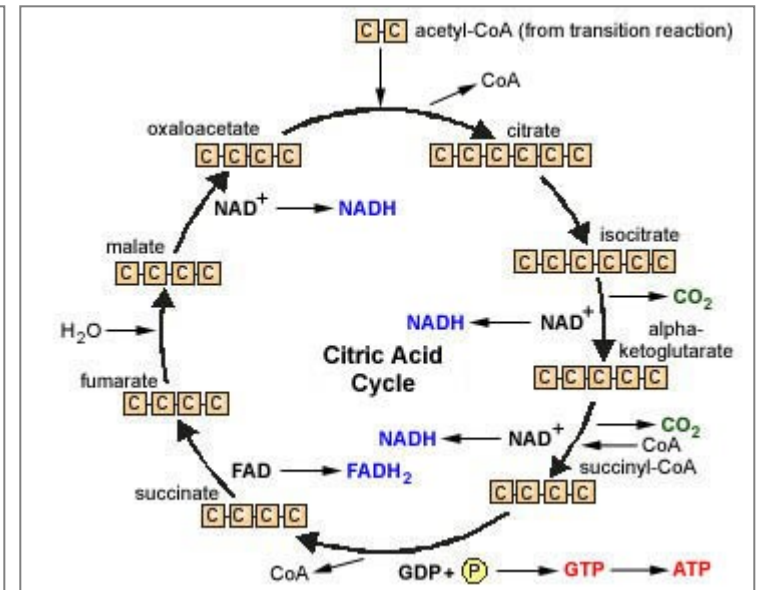 C C acetyl-CoA (from transition reaction)
CoA
oxaloacetate
C C C C
citrate
C C C C C C
NAD+ NADH
isocitrate
C C C C C C
malate
C C C C
CO2
NADH NAD+
H2O
alpha-
ketoglutarate
C C C C C
Citric Acid
Cycle
fumarate
C C C C
CO2
NADH NAD+
CoA
succinyl-CoA
C C C C
FAD FADH2
succinate
C C C C
CoA
GDP + P GTP ATP